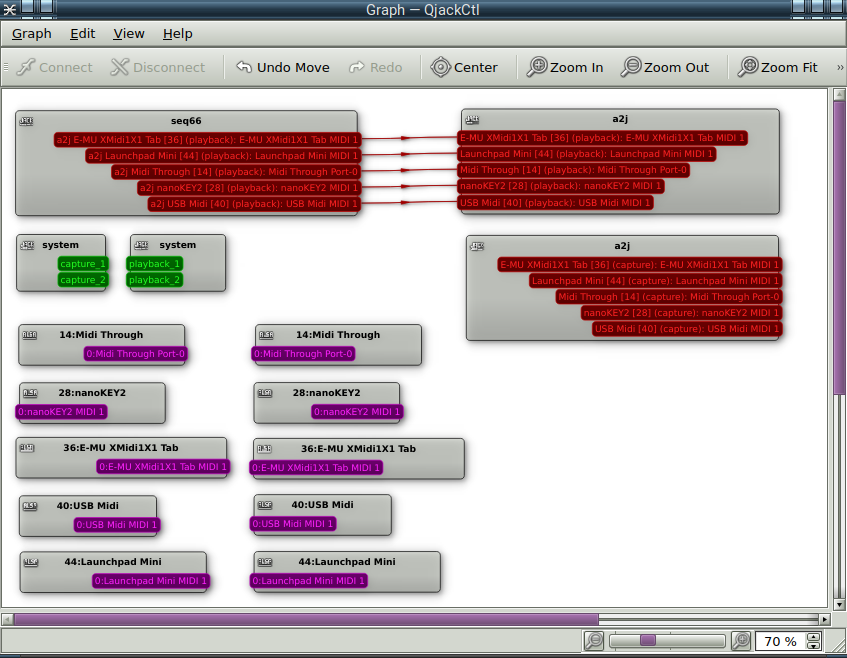 Graph — QjackCtl
Graph Edit View Help
Connect Disconnect Undo Move Redo Center Zoom In Zoom Out Zoom Fit »
seq66
a2j E-MU XMidi1X1 Tab [36] (playback): E-MU XMidi1X1 Tab MIDI 1
a2j Launchpad Mini [44] (playback): Launchpad Mini MIDI 1
a2j Midi Through [14] (playback): Midi Through Port-0
a2j nanoKEY2 [28] (playback): nanoKEY2 MIDI 1
a2j USB Midi [40] (playback): USB Midi MIDI 1
a2j
E-MU XMidi1X1 Tab [36] (playback): E-MU XMidi1X1 Tab MIDI 1
Launchpad Mini [44] (playback): Launchpad Mini MIDI 1
Midi Through [14] (playback): Midi Through Port-0
nanoKEY2 [28] (playback): nanoKEY2 MIDI 1
USB Midi [40] (playback): USB Midi MIDI 1
system
capture_1
capture_2
system
playback_1
playback_2
a2j
E-MU XMidi1X1 Tab [36] (capture): E-MU XMidi1X1 Tab MIDI 1
Launchpad Mini [44] (capture): Launchpad Mini MIDI 1
Midi Through [14] (capture): Midi Through Port-0
nanoKEY2 [28] (capture): nanoKEY2 MIDI 1
USB Midi [40] (capture): USB Midi MIDI 1
14:Midi Through
0:Midi Through Port-0
14:Midi Through
0:Midi Through Port-0
28:nanoKEY2
0:nanoKEY2 MIDI 1
28:nanoKEY2
0:nanoKEY2 MIDI 1
36:E-MU XMidi1X1 Tab
0:E-MU XMidi1X1 Tab MIDI 1
36:E-MU XMidi1X1 Tab
0:E-MU XMidi1X1 Tab MIDI 1
40:USB Midi
0:USB Midi MIDI 1
40:USB Midi
0:USB Midi MIDI 1
44:Launchpad Mini
0:Launchpad Mini MIDI 1
44:Launchpad Mini
0:Launchpad Mini MIDI 1
70 %